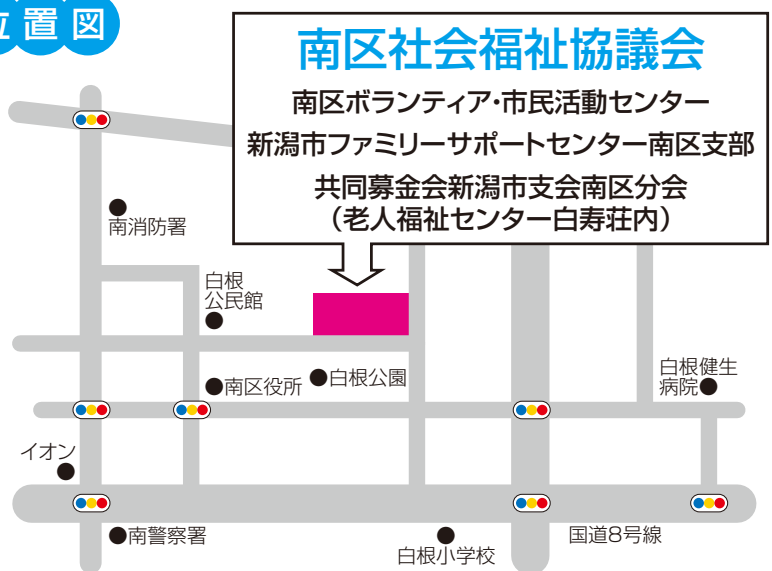 位置図
南区社会福祉協議会
南区ボランティア・市民活動センター
新潟市ファミリーサポートセンター南区支部
共同募金会新潟市支会南区分会
(老人福祉センター白寿荘内)
●南消防署
白根
公民館●
●南区役所
●白根公園
白根健生
病院●
イオン●
●南警察署
●白根小学校
国道8号線